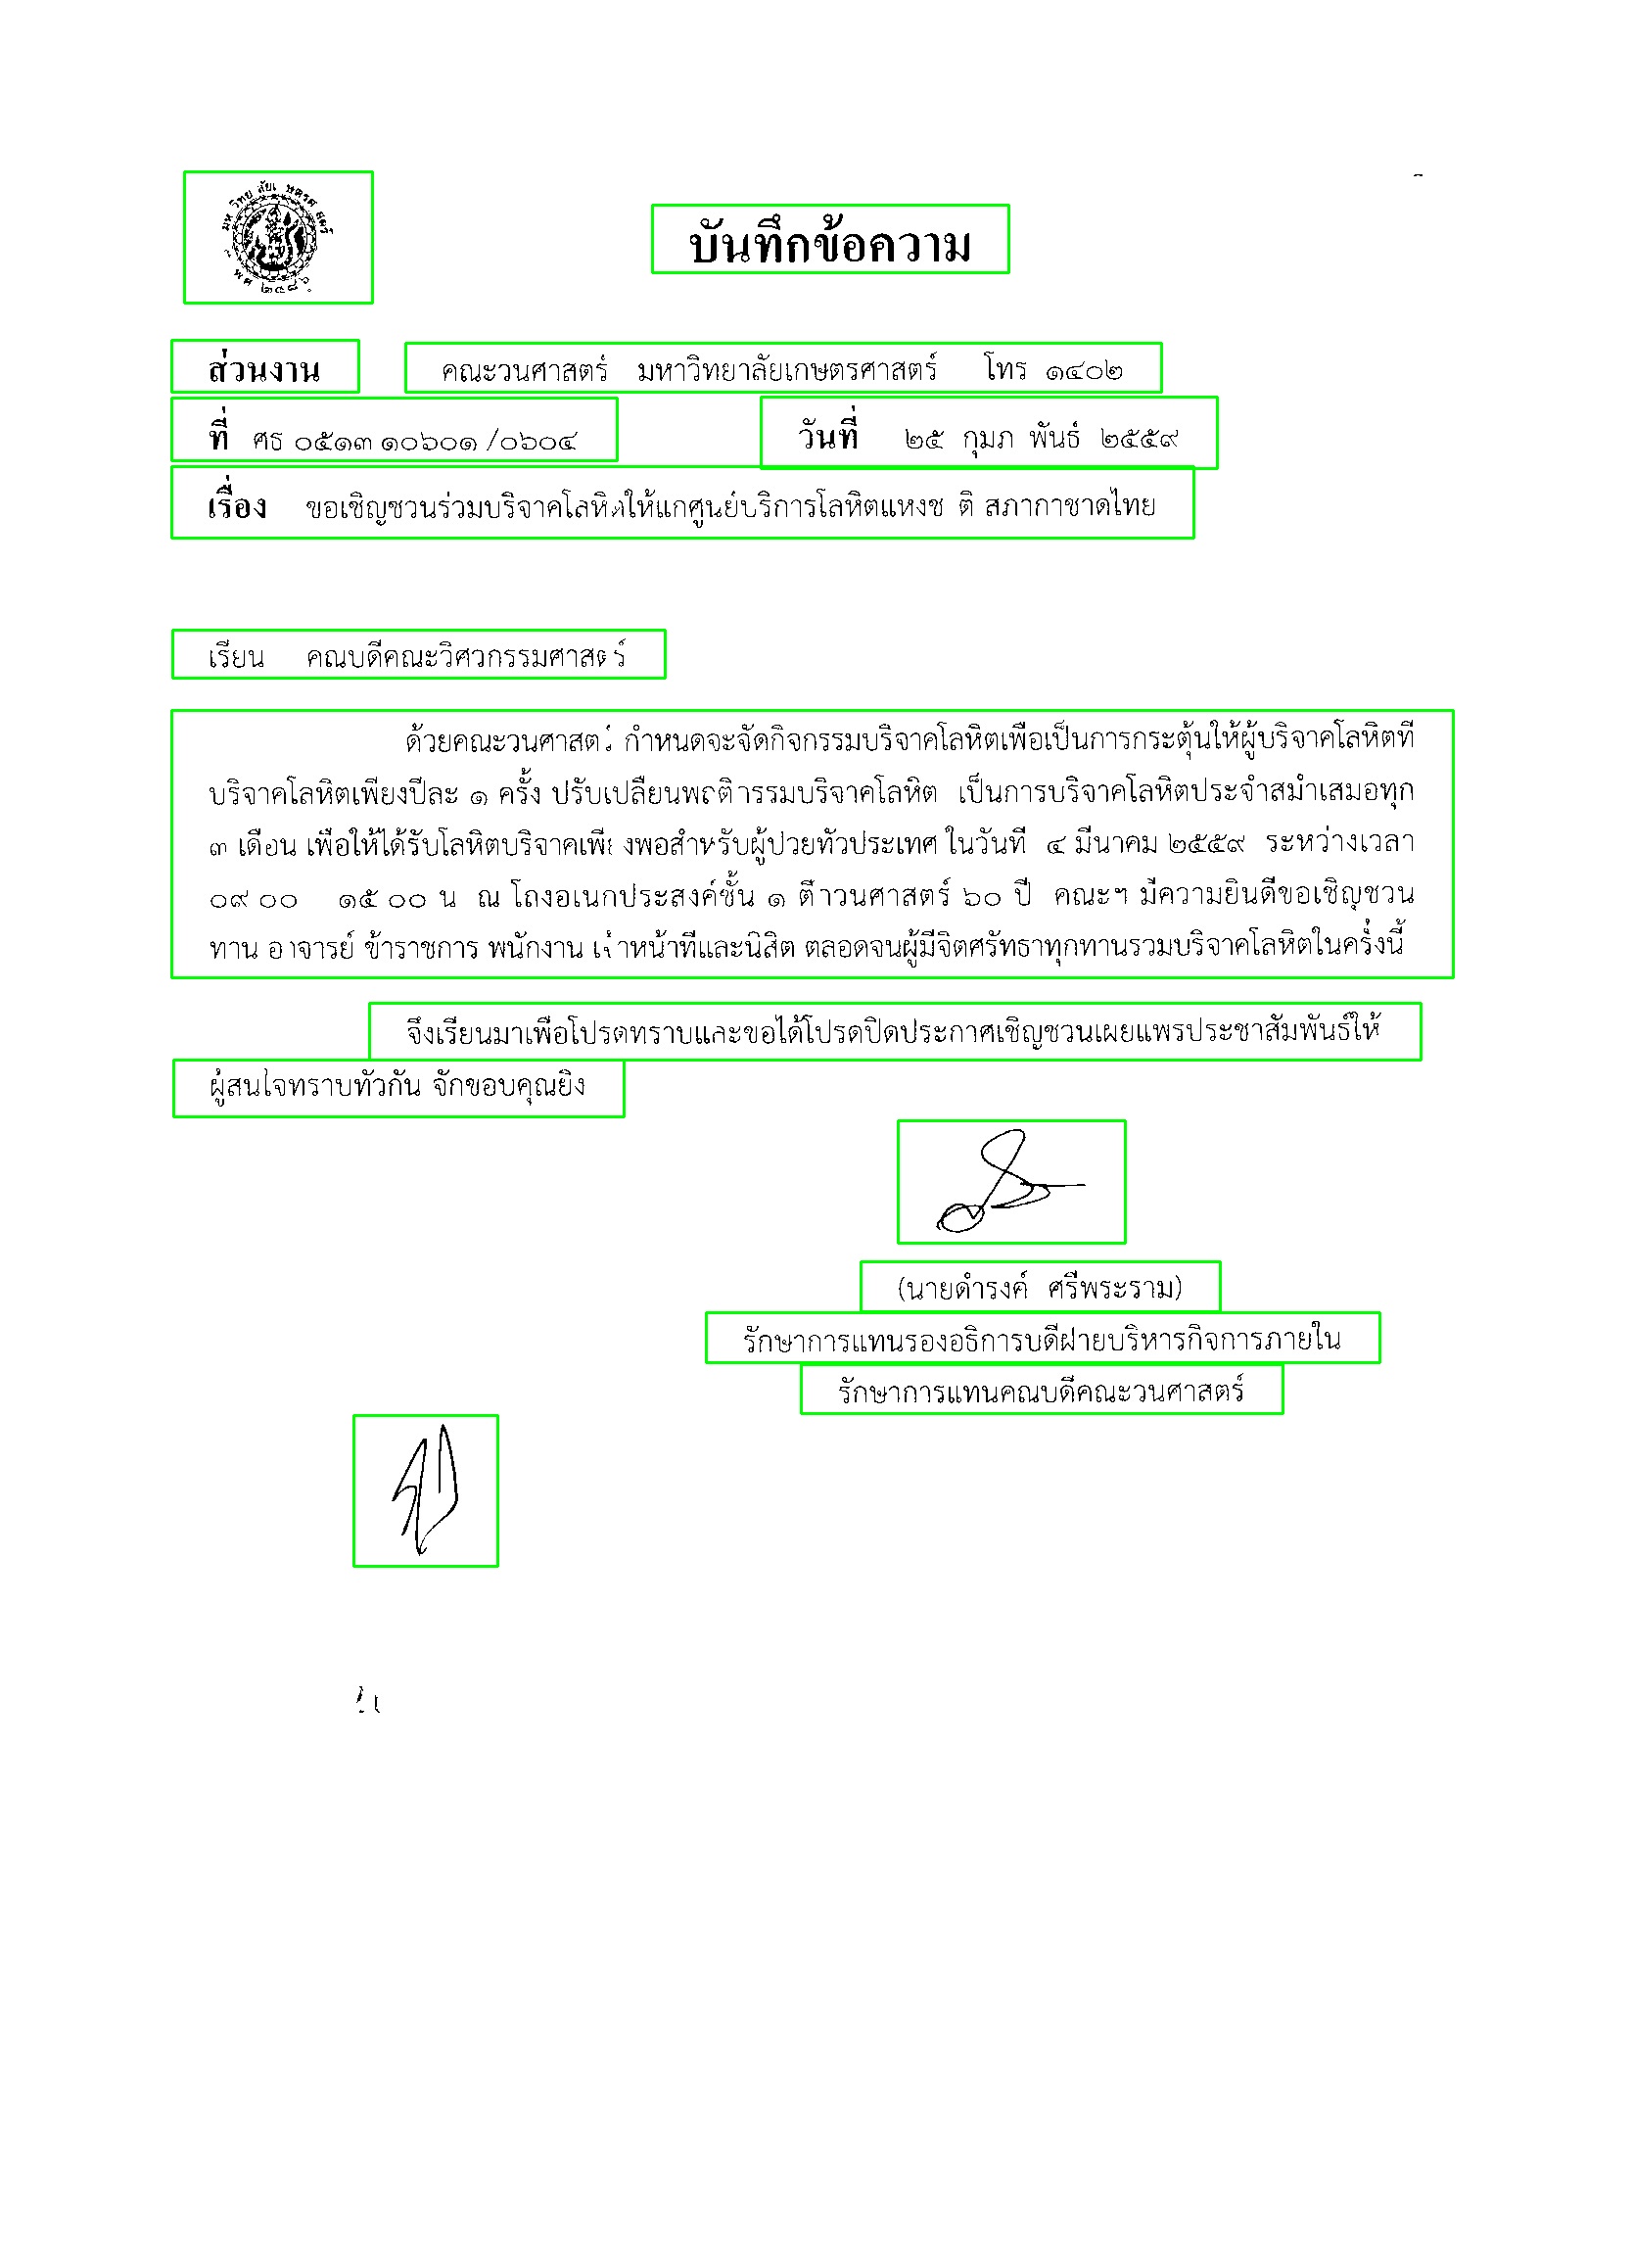 มหาวิทยาลัยเกษตรศาสตร์
พ.ศ. ๒๔๘๖
บันทึกข้อความ
ส่วนงาน คณะวนศาสตร์ มหาวิทยาลัยเกษตรศาสตร์ โทร ๑๔๐๒
ที่ ศธ ๐๕๑๓ ๑๐๖๐๑ /๐๖๐๔ วันที่ ๒๕ กุมภ พันธ์ ๒๕๕๙
เรื่อง ขอเชิญชวนร่วมบริจาคโลหิตให้แกศูนย์บริการโลหิตแหงช ติ สภากาชาดไทย
เรียน คณบดีคณะวิศวกรรมศาสตร์
ด้วยคณะวนศาสตร์ กำหนดจะจัดกิจกรรมบริจาคโลหิตเพือเป็นการกระตุ้นให้ผู้บริจาคโลหิตที
บริจาคโลหิตเพียงปีละ ๑ ครั้ง ปรับเปลียนพฤติกรรมบริจาคโลหิต เป็นการบริจาคโลหิตประจำสมำเสมอทุก
๓ เดือน เพือให้ได้รับโลหิตบริจาคเพียงพอสำหรับผู้ปวยทัวประเทศ ในวันที ๔ มีนาคม ๒๕๕๙ ระหว่างเวลา
๐๙ ๐๐ ๑๕ ๐๐ น ณ โถงอเนกประสงค์ชั้น ๑ ตึาวนศาสตร์ ๖๐ ปี คณะฯ มีความยินดีขอเชิญชวน
ทาน อาจารย์ ข้าราชการ พนักงาน เจ้าหน้าทีและนิสิต ตลอดจนผู้มีจิตศรัทธาทุกทานรวมบริจาคโลหิตในครั้งนี้
จึงเรียนมาเพือโปรดทราบและขอได้โปรดปิดประกาศเชิญชวนเผยแพรประชาสัมพันธ์ให้
ผู้สนใจทราบทัวกัน จักขอบคุณยิง
(นายดำรงค์ ศรีพระราม)
รักษาการแทนรองอธิการบดีฝ่ายบริหารกิจการภายใน
รักษาการแทนคณบดีคณะวนศาสตร์